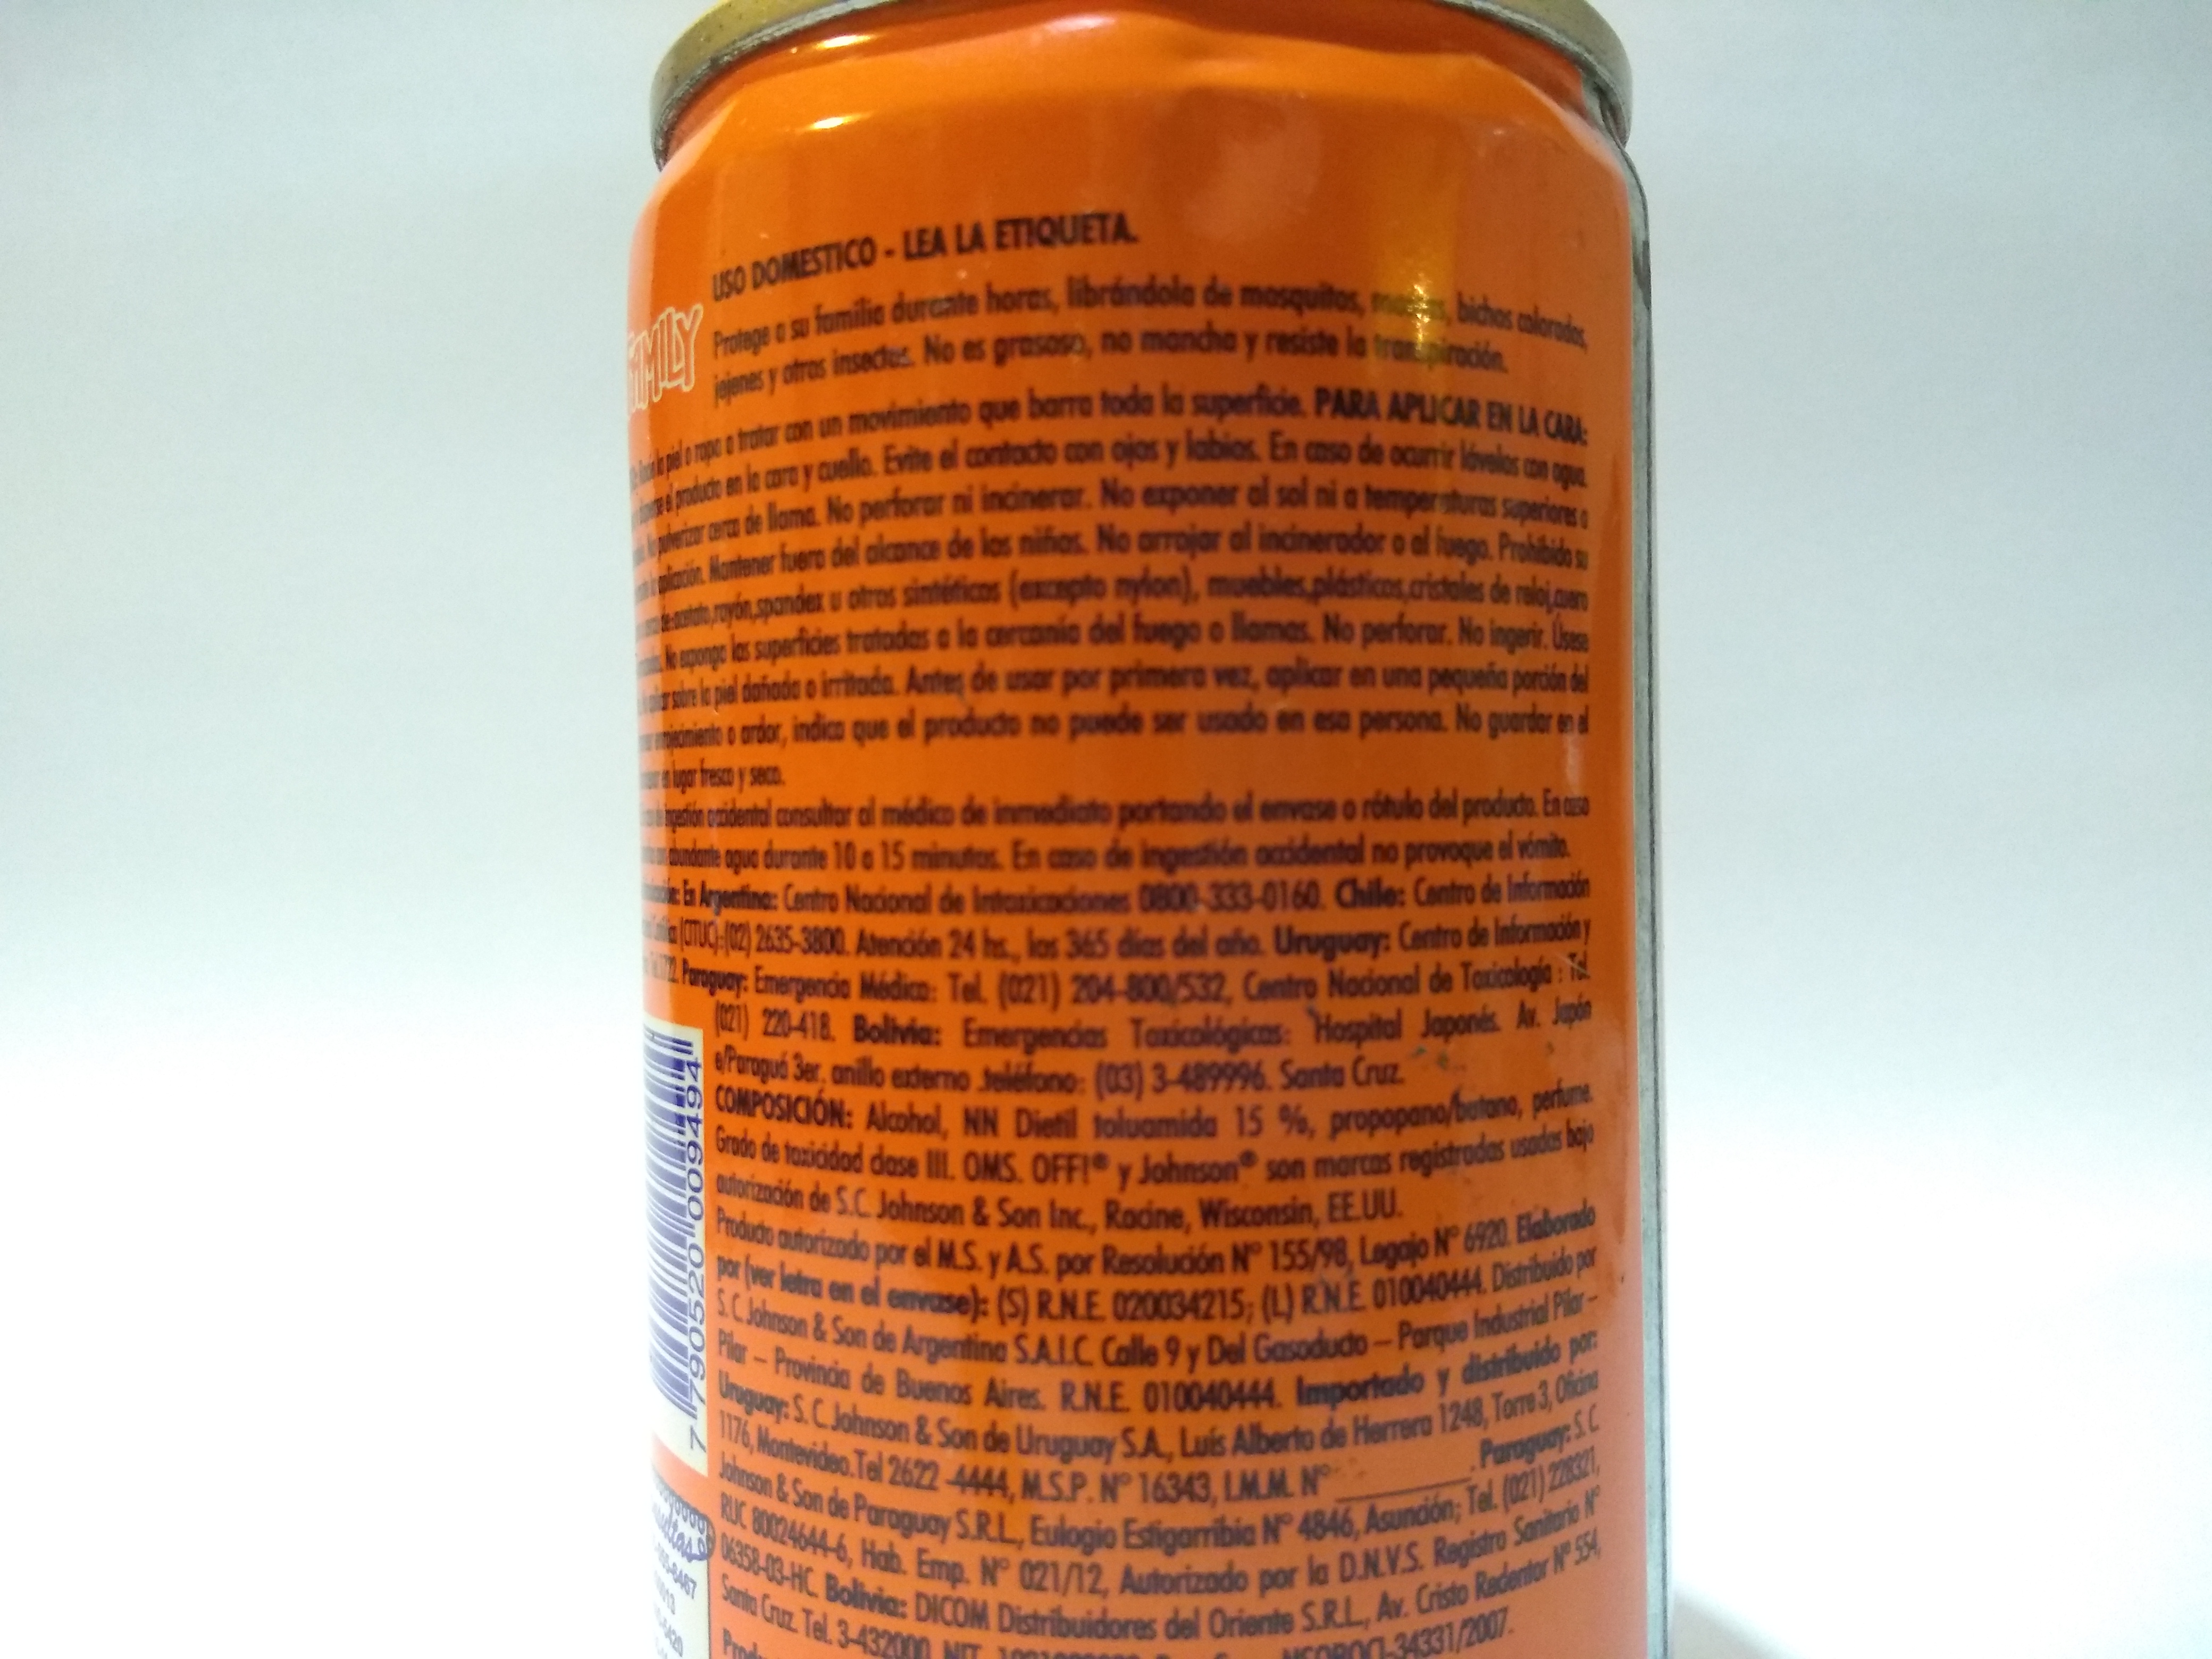 FAMILY
USO DOMESTICO - LEA LA ETIQUETA.
Protege a su familia durante horas, librándola de mosquitos, bichos colorados,
jejenes y otros insectos. No es grasoso, no mancha y resiste la transpiración.
la piel o ropa a tratar con un movimiento que barra toda la superficie. PARA APLICAR EN LA CARA:
el producto en la cara y cuello. Evite el contacto con ojos y labios. En caso de ocurrir lávelos con agua.
pulverizar cerca de llama. No perforar ni incinerar. No exponer al sol ni a temperaturas superiores a
aplicación. Mantener fuera del alcance de los niños. No arrojar al incinerador o al fuego. Prohibido su
acetato,rayón,spandex u otros sintéticos (excepto nylon), muebles,plásticos,cristales de reloj,cuero
No exponga las superficies tratadas a la cercanía del fuego o llamas. No perforar. No ingerir. Úsese
sobre la piel dañada o irritada. Antes de usar por primera vez, aplicar en una pequeña porción del
o ardor, indica que el producto no puede ser usado en esa persona. No guardar en el
lugar fresco y seco.
ingestión accidental consultar al médico de inmediato portando el envase o rótulo del producto. En caso
abundante agua durante 10 a 15 minutos. En caso de ingestión accidental no provoque el vómito.
En Argentina: Centro Nacional de Intoxicaciones 0800-333-0160. Chile: Centro de Información
(CITUC):(02) 2635-3800. Atención 24 hs., los 365 días del año. Uruguay: Centro de Información y
Paraguay: Emergencia Médica: Tel. (021) 204-800/532, Centro Nacional de Toxicología : Tel.
(021) 220-418. Bolivia: Emergencias Toxicológicas: Hospital Japonés. Av. Japón
e/Paraguá 3er. anillo externo .teléfono: (03) 3-489996. Santa Cruz.
COMPOSICIÓN: Alcohol, NN Dietil toluamida 15 %, propopano/butano, perfume.
Grado de toxicidad clase III. OMS. OFF!® y Johnson® son marcas registradas usadas bajo
autorización de S.C. Johnson & Son Inc., Racine, Wisconsin, EE.UU.
Producto autorizado por el M.S. y A.S. por Resolución N° 155/98, Legajo N° 6920. Elaborado
por (ver letra en el envase): (S) R.N.E. 020034215; (L) R.N.E. 010040444. Distribuido por
S. C. Johnson & Son de Argentina S.A.I.C. Calle 9 y Del Gasoducto – Parque Industrial Pilar –
Pilar – Provincia de Buenos Aires. R.N.E. 010040444. Importado y distribuido por:
Uruguay: S. C. Johnson & Son de Uruguay S.A., Luis Alberto de Herrera 1248, Torre 3, Oficina
1176, Montevideo.Tel 2622 -4444, M.S.P. N° 16343, I.M.M. N° ________. Paraguay: S. C.
Johnson & Son de Paraguay S.R.L., Eulogio Estigarribia N° 4846, Asunción; Tel. (021) 228321,
RUC 80024644-6, Hab. Emp. N° 021/12, Autorizado por la D.N.V.S. Registro Sanitario N°
06358-03-HC. Bolivia: DICOM Distribuidores del Oriente S.R.L., Av. Cristo Redentor N° 554,
Santa Cruz. Tel. 3-432000. NIT.
7 790520 009494